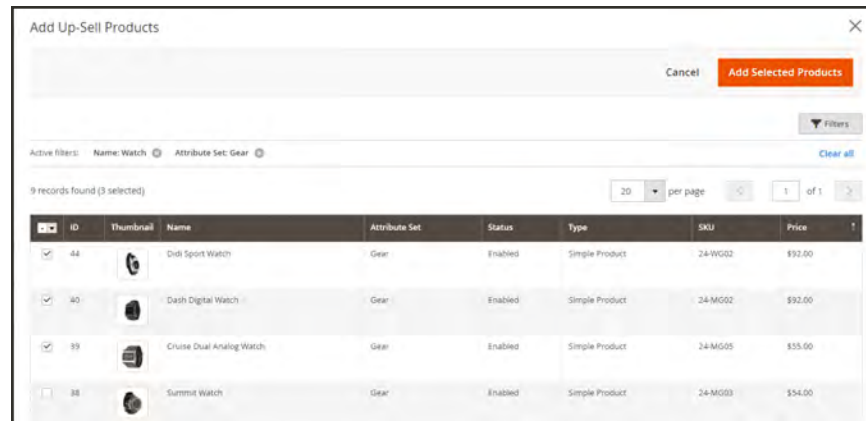 Add Up-Sell Products
Cancel Add Selected Products
Filters
Active filters: Name: Watch Attribute Set: Gear Clear all
9 records found (3 selected) 20 per page 1 of 1
ID Thumbnail Name Attribute Set Status Type SKU Price
44 Didi Sport Watch Gear Enabled Simple Product 24-WG02 $92.00
40 Dash Digital Watch Gear Enabled Simple Product 24-MG02 $92.00
39 Cruise Dual Analog Watch Gear Enabled Simple Product 24-MG05 $55.00
38 Summit Watch Gear Enabled Simple Product 24-MG03 $54.00